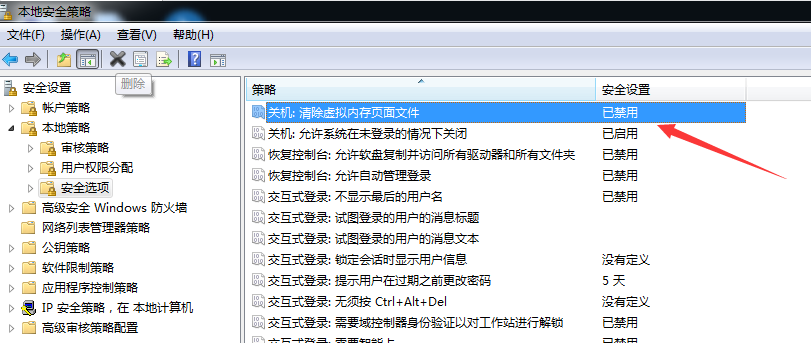 本地安全策略
文件(F) 操作(A) 查看(V) 帮助(H)
删除
安全设置
帐户策略
本地策略
审核策略
用户权限分配
安全选项
高级安全 Windows 防火墙
网络列表管理器策略
公钥策略
软件限制策略
应用程序控制策略
IP 安全策略，在 本地计算机
高级审核策略配置
策略 安全设置
关机: 清除虚拟内存页面文件 已禁用
关机: 允许系统在未登录的情况下关闭 已启用
恢复控制台: 允许软盘复制并访问所有驱动器和所有文件夹 已禁用
恢复控制台: 允许自动管理登录 已禁用
交互式登录: 不显示最后的用户名 已禁用
交互式登录: 试图登录的用户的消息标题
交互式登录: 试图登录的用户的消息文本
交互式登录: 锁定会话时显示用户信息 没有定义
交互式登录: 提示用户在过期之前更改密码 5 天
交互式登录: 无须按 Ctrl+Alt+Del 没有定义
交互式登录: 需要域控制器身份验证以对工作站进行解锁 已禁用
交互式登录: 需要智能卡 已禁用